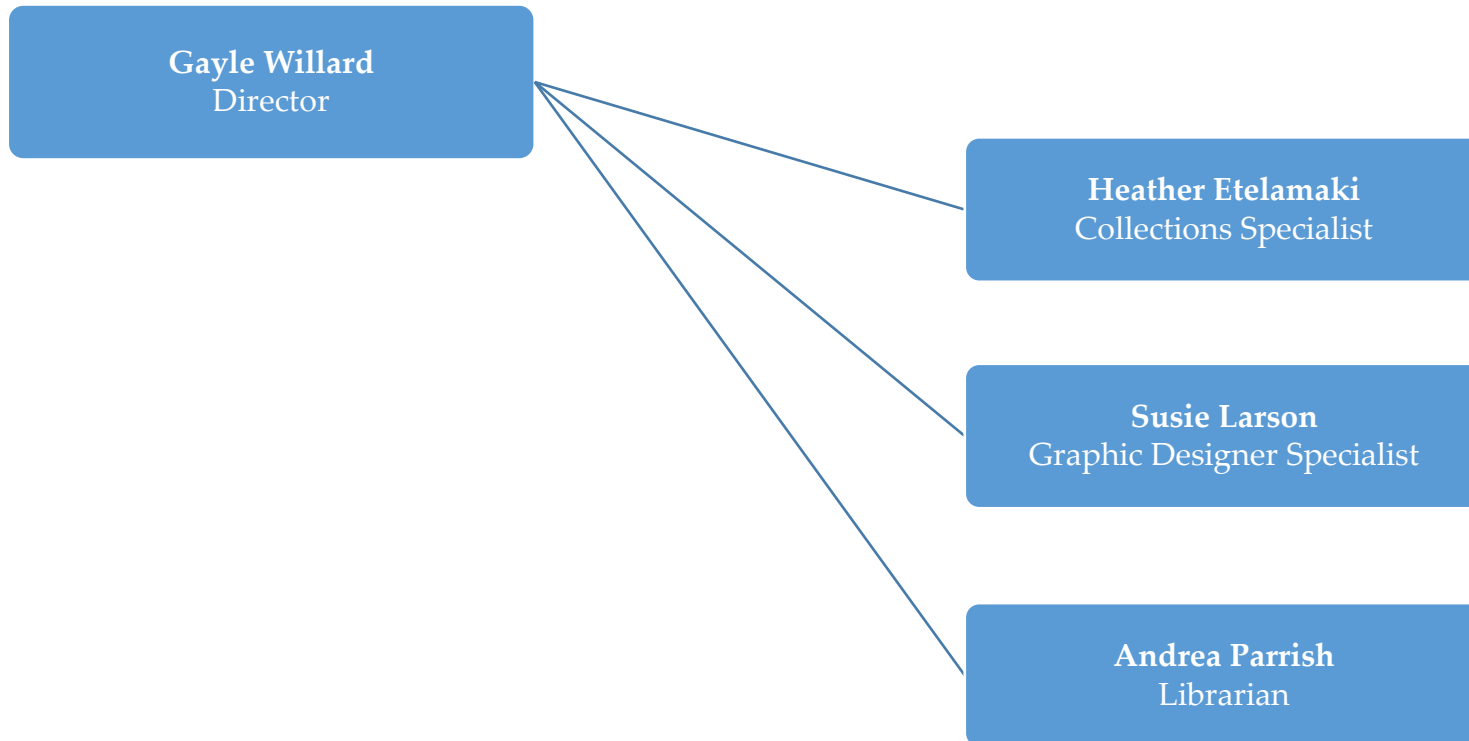 Gayle Willard
Director
Heather Etelamaki
Collections Specialist
Susie Larson
Graphic Designer Specialist
Andrea Parrish
Librarian